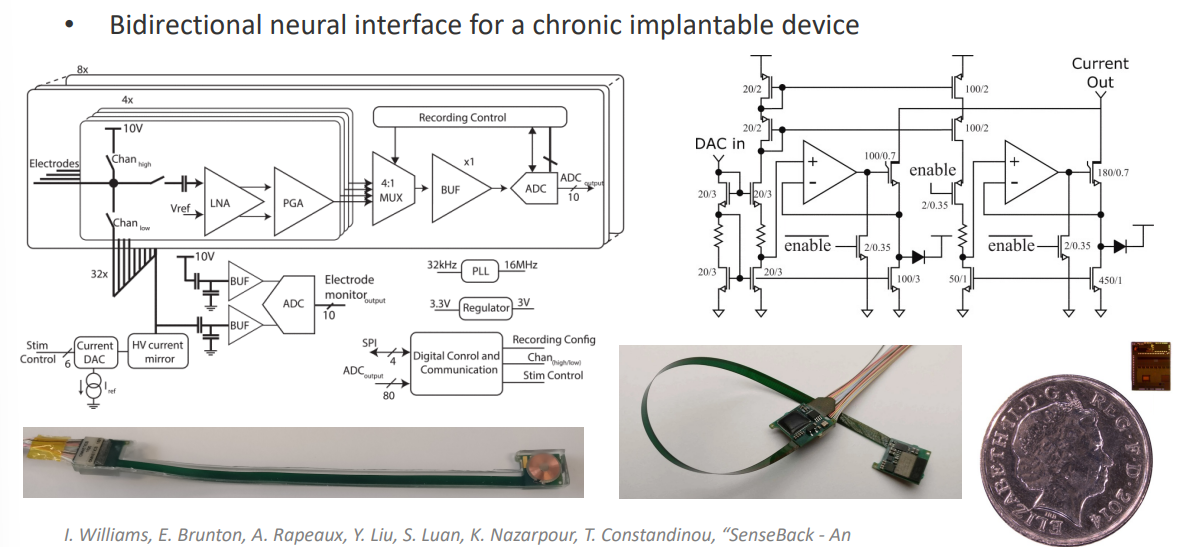 • Bidirectional neural interface for a chronic implantable device
8x
4x
10V
Electrodes
Chan high
Vref
LNA
PGA
Chan low
Recording Control
4:1
MUX
x1
BUF
ADC
ADC output
10
32x
10V
BUF
BUF
ADC
Electrode
monitor output
10
Stim
Control
6
Current
DAC
HV current
mirror
Iref
32kHz
PLL
16MHz
3.3V
Regulator
3V
SPI
4
ADC output
80
Digital Conrol and
Communication
Recording Config
Chan (high/low)
Stim Control
Current
Out
20/2
100/2
20/2
100/2
DAC in
20/3
20/3
+
-
100/0.7
enable
2/0.35
+
-
180/0.7
enable
2/0.35
enable
2/0.35
20/3
20/3
100/3
50/1
450/1
ELIZABETH·II·D·G
REG·F·D·2014
I. Williams, E. Brunton, A. Rapeaux, Y. Liu, S. Luan, K. Nazarpour, T. Constandinou, “SenseBack - An